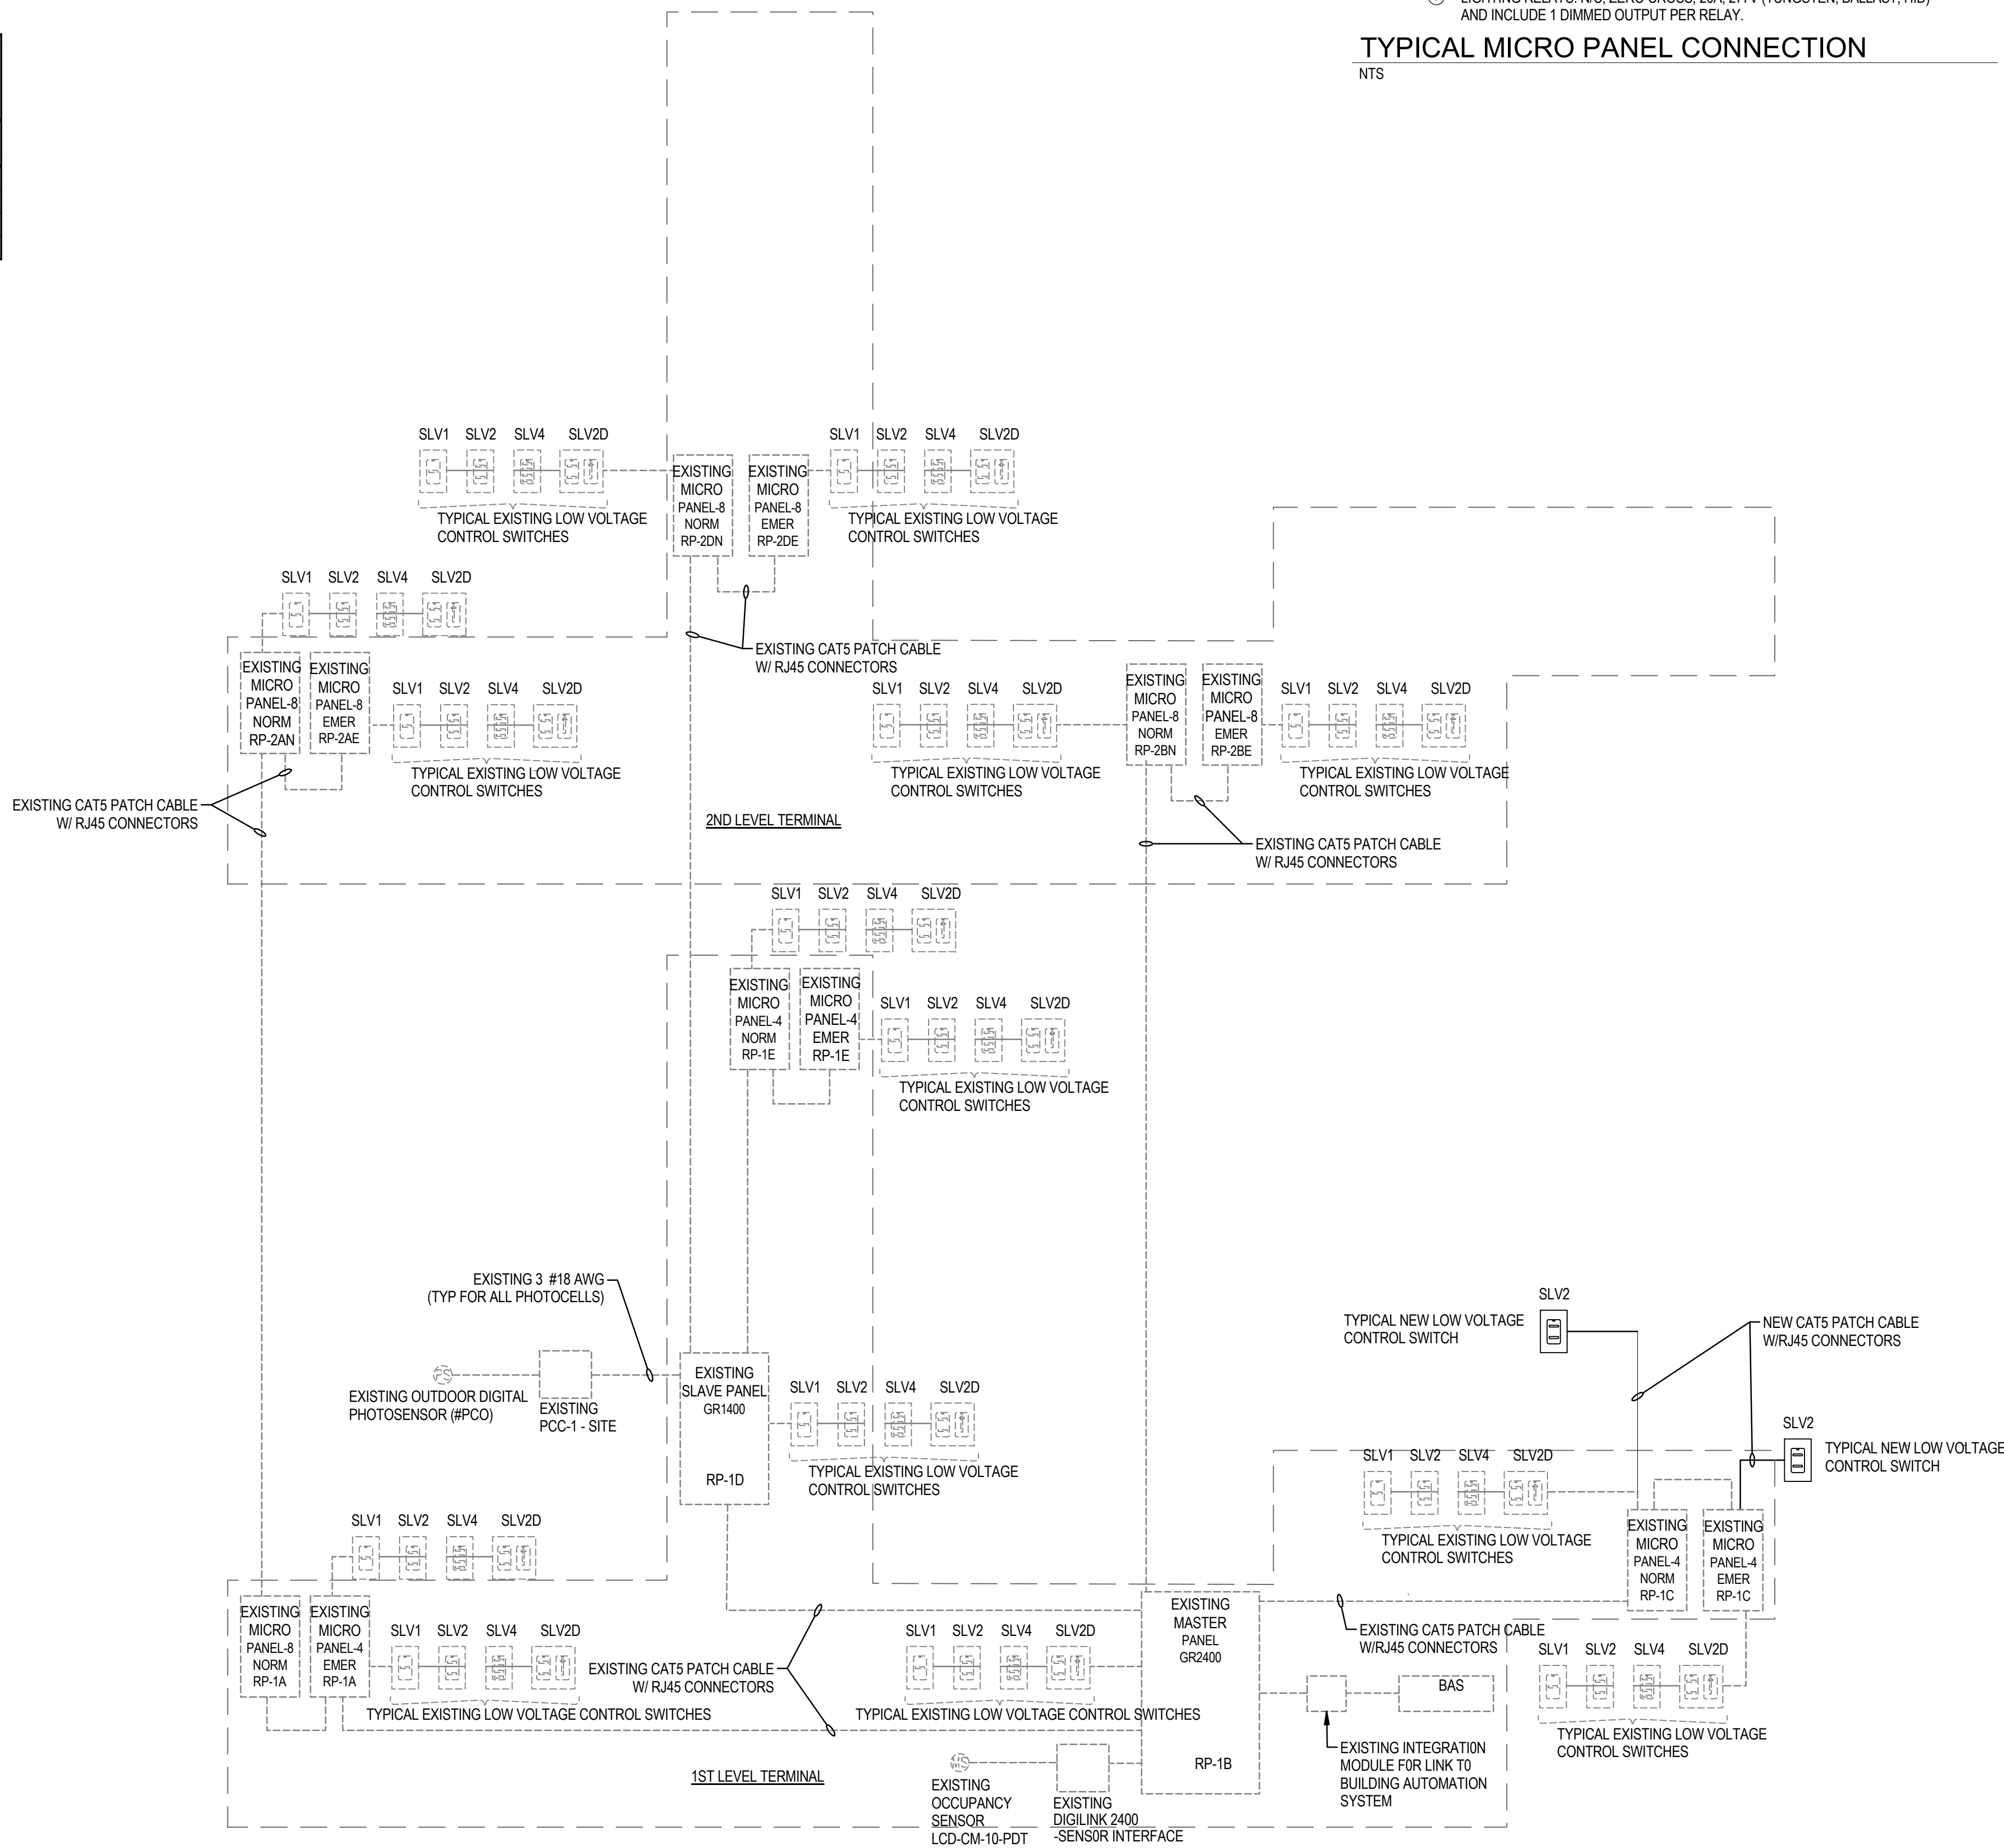 LIGHTING RELAYS: N/C, ZERO CROSS, 20A, 277V (TUNGSTEN, BALLAST, HID)
AND INCLUDE 1 DIMMED OUTPUT PER RELAY.
TYPICAL MICRO PANEL CONNECTION
NTS
SLV1 SLV2 SLV4 SLV2D
TYPICAL EXISTING LOW VOLTAGE
CONTROL SWITCHES
EXISTING
MICRO
PANEL-8
NORM
RP-2DN
EXISTING
MICRO
PANEL-8
EMER
RP-2DE
SLV1 SLV2 SLV4 SLV2D
TYPICAL EXISTING LOW VOLTAGE
CONTROL SWITCHES
EXISTING CAT5 PATCH CABLE
W/ RJ45 CONNECTORS
SLV1 SLV2 SLV4 SLV2D
EXISTING
MICRO
PANEL-8
NORM
RP-2AN
EXISTING
MICRO
PANEL-8
EMER
RP-2AE
SLV1 SLV2 SLV4 SLV2D
TYPICAL EXISTING LOW VOLTAGE
CONTROL SWITCHES
EXISTING CAT5 PATCH CABLE
W/ RJ45 CONNECTORS
SLV1 SLV2 SLV4 SLV2D
TYPICAL EXISTING LOW VOLTAGE
CONTROL SWITCHES
EXISTING
MICRO
PANEL-8
NORM
RP-2BN
EXISTING
MICRO
PANEL-8
EMER
RP-2BE
SLV1 SLV2 SLV4 SLV2D
TYPICAL EXISTING LOW VOLTAGE
CONTROL SWITCHES
2ND LEVEL TERMINAL
EXISTING CAT5 PATCH CABLE
W/ RJ45 CONNECTORS
SLV1 SLV2 SLV4 SLV2D
EXISTING
MICRO
PANEL-4
NORM
RP-1E
EXISTING
MICRO
PANEL-4
EMER
RP-1E
SLV1 SLV2 SLV4 SLV2D
TYPICAL EXISTING LOW VOLTAGE
CONTROL SWITCHES
EXISTING 3 #18 AWG
(TYP FOR ALL PHOTOCELLS)
PS
EXISTING OUTDOOR DIGITAL
PHOTOSENSOR (#PCO)
EXISTING
PCC-1 - SITE
EXISTING
SLAVE PANEL
GR1400
RP-1D
SLV1 SLV2 SLV4 SLV2D
TYPICAL EXISTING LOW VOLTAGE
CONTROL SWITCHES
SLV2
TYPICAL NEW LOW VOLTAGE
CONTROL SWITCH
NEW CAT5 PATCH CABLE
W/RJ45 CONNECTORS
SLV2
TYPICAL NEW LOW VOLTAGE
CONTROL SWITCH
SLV1 SLV2 SLV4 SLV2D
TYPICAL EXISTING LOW VOLTAGE
CONTROL SWITCHES
EXISTING
MICRO
PANEL-4
NORM
RP-1C
EXISTING
MICRO
PANEL-4
EMER
RP-1C
SLV1 SLV2 SLV4 SLV2D
EXISTING
MICRO
PANEL-8
NORM
RP-1A
EXISTING
MICRO
PANEL-4
EMER
RP-1A
SLV1 SLV2 SLV4 SLV2D
TYPICAL EXISTING LOW VOLTAGE CONTROL SWITCHES
EXISTING CAT5 PATCH CABLE
W/ RJ45 CONNECTORS
SLV1 SLV2 SLV4 SLV2D
TYPICAL EXISTING LOW VOLTAGE CONTROL SWITCHES
EXISTING
MASTER
PANEL
GR2400
RP-1B
EXISTING CAT5 PATCH CABLE
W/RJ45 CONNECTORS
BAS
SLV1 SLV2 SLV4 SLV2D
TYPICAL EXISTING LOW VOLTAGE
CONTROL SWITCHES
EXISTING INTEGRATI0N
MODULE F0R LINK T0
BUILDING AUTOMATION
SYSTEM
1ST LEVEL TERMINAL
MS
EXISTING
OCCUPANCY
SENSOR
LCD-CM-10-PDT
EXISTING
DIGILINK 2400
-SENS0R INTERFACE